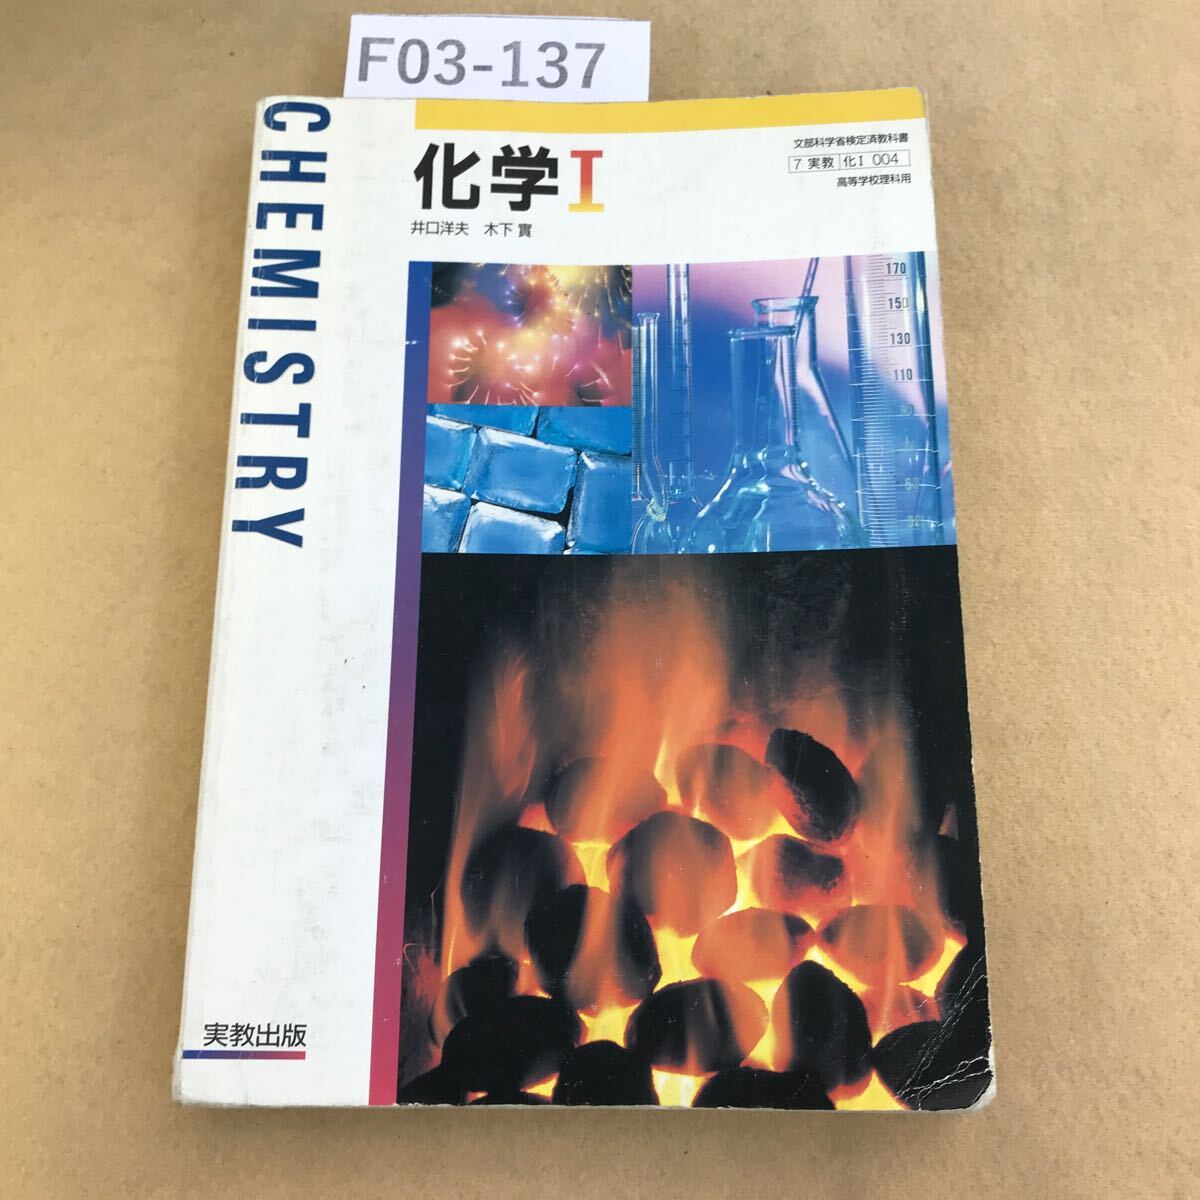 F03-137
CHEMISTRY
化学I
井口洋夫 木下 實
文部科学省検定済教科書
7 実教 化I 004
高等学校理科用
170
150
130
110
90
50
実教出版